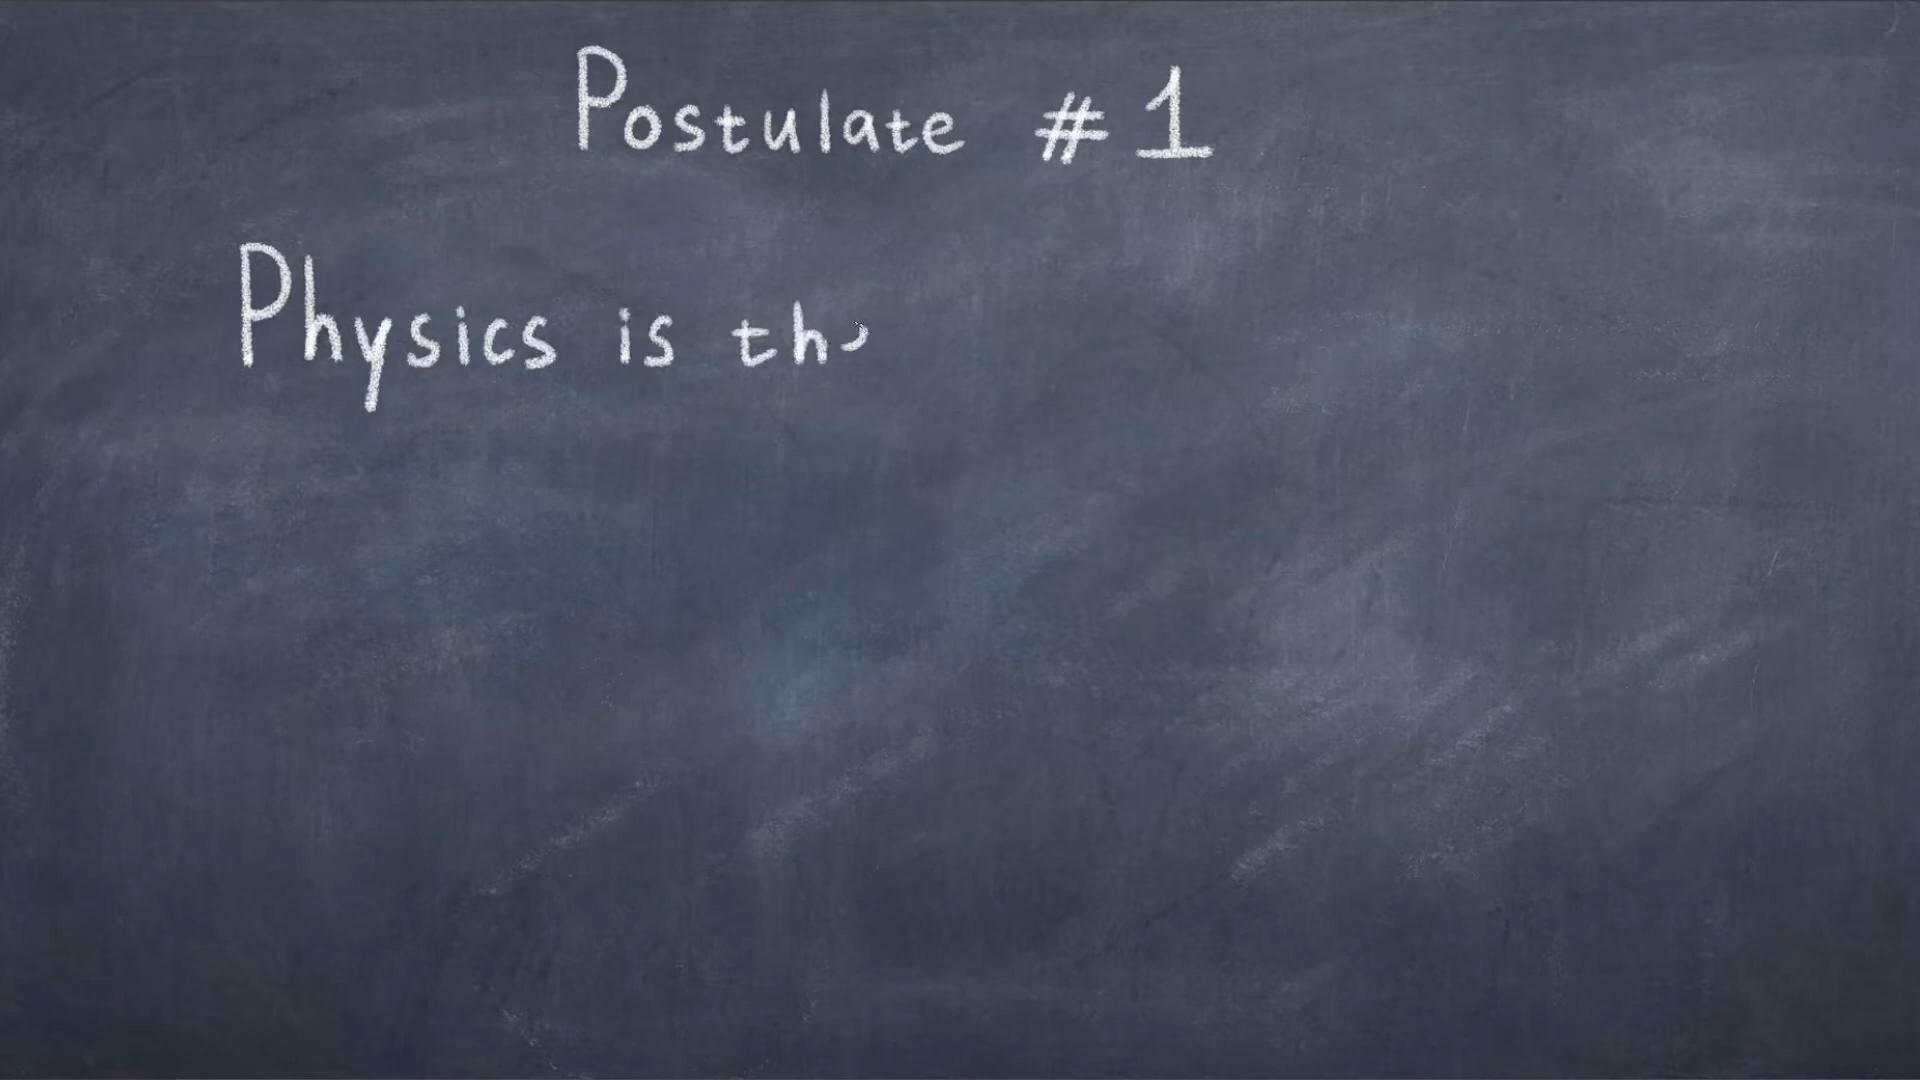 Postulate #1
Physics is th